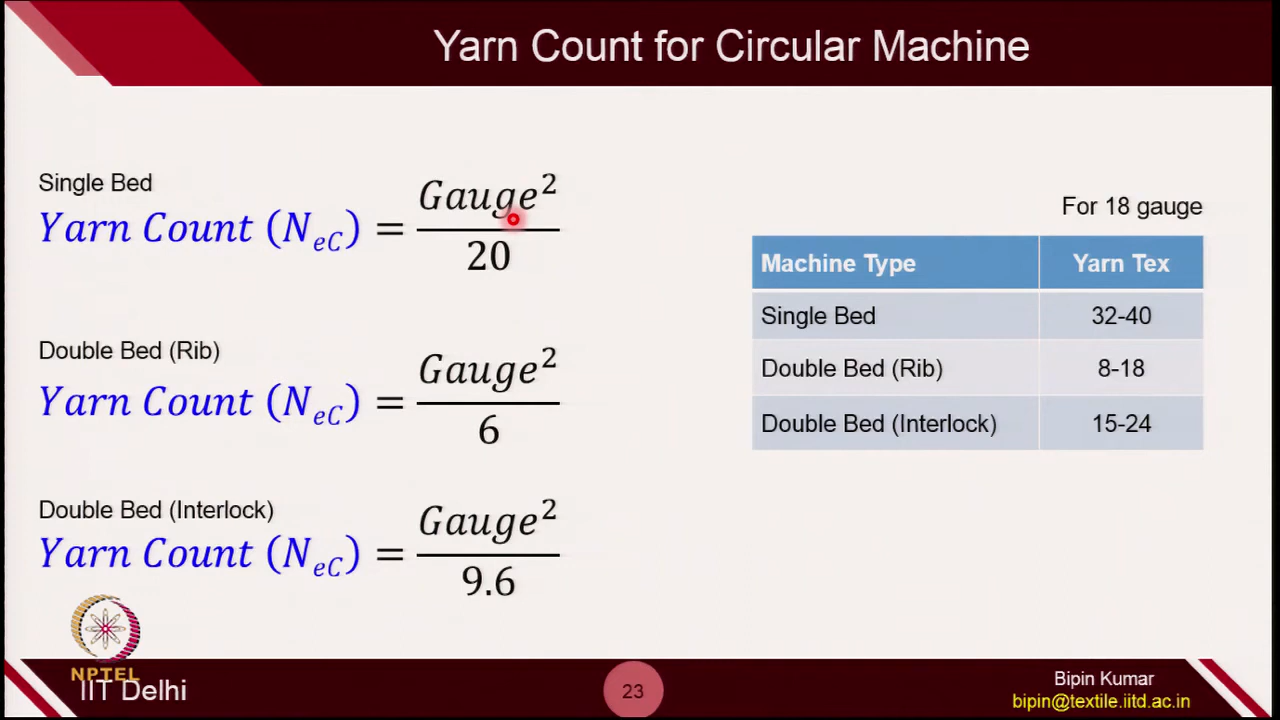 Yarn Count for Circular Machine
Single Bed
Yarn Count (NeC) = Gauge² / 20
Double Bed (Rib)
Yarn Count (NeC) = Gauge² / 6
Double Bed (Interlock)
Yarn Count (NeC) = Gauge² / 9.6
For 18 gauge
Machine Type Yarn Tex
Single Bed 32-40
Double Bed (Rib) 8-18
Double Bed (Interlock) 15-24
NPTEL
IIT Delhi
23
Bipin Kumar
bipin@textile.iitd.ac.in